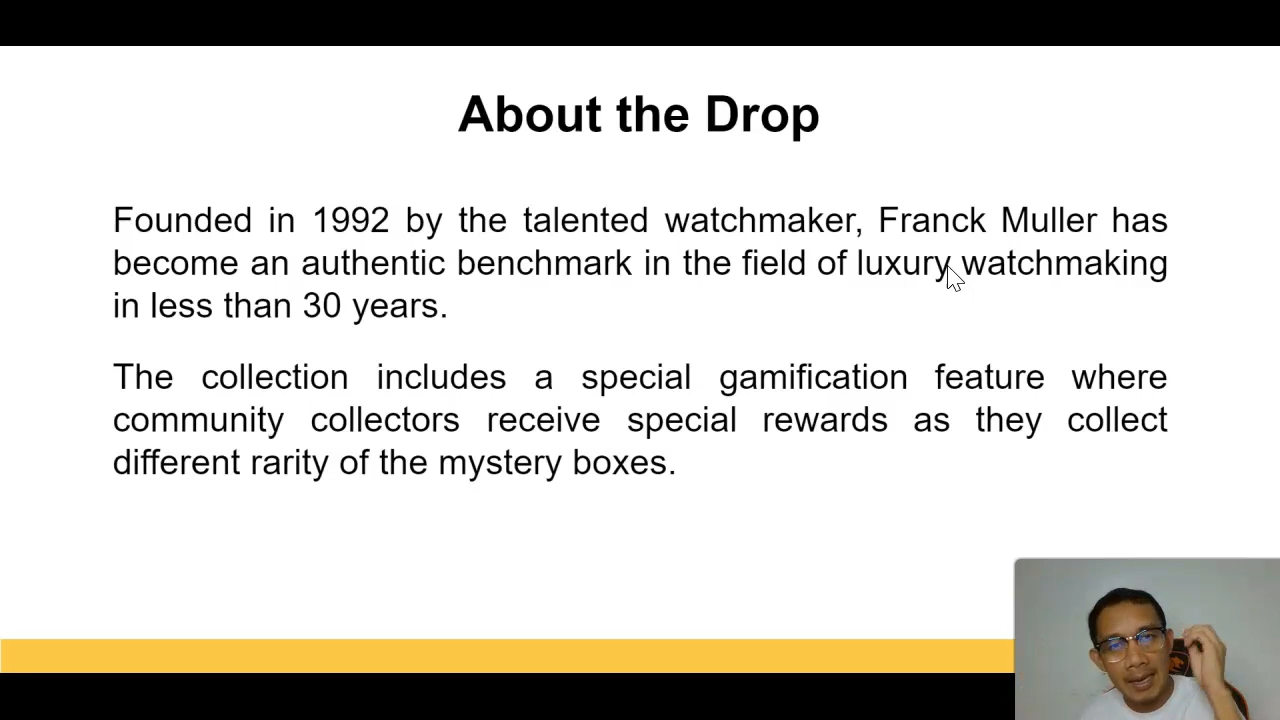 About the Drop
Founded in 1992 by the talented watchmaker, Franck Muller has
become an authentic benchmark in the field of luxury watchmaking
in less than 30 years.
The collection includes a special gamification feature where
community collectors receive special rewards as they collect
different rarity of the mystery boxes.